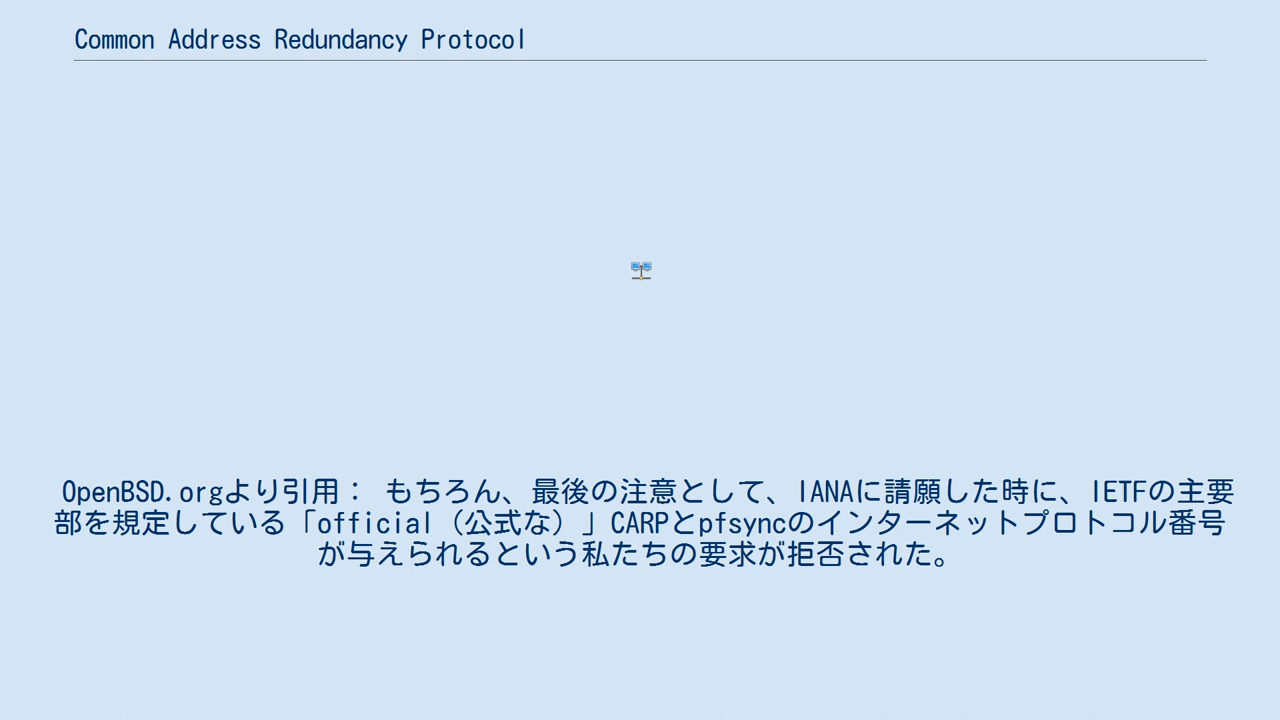 Common Address Redundancy Protocol
OpenBSD.orgより引用： もちろん、最後の注意として、IANAに請願した時に、IETFの主要
部を規定している「official（公式な）」CARPとpfsyncのインターネットプロトコル番号
が与えられるという私たちの要求が拒否された。